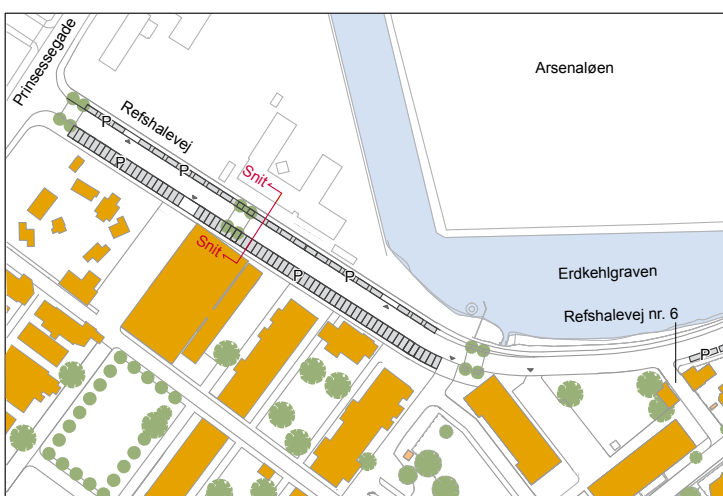 Arsenaløen
Prinsessegade
Refshalevej
P
P
P
Snit
Snit
P
P
Erdkehlgraven
Refshalevej nr. 6
P